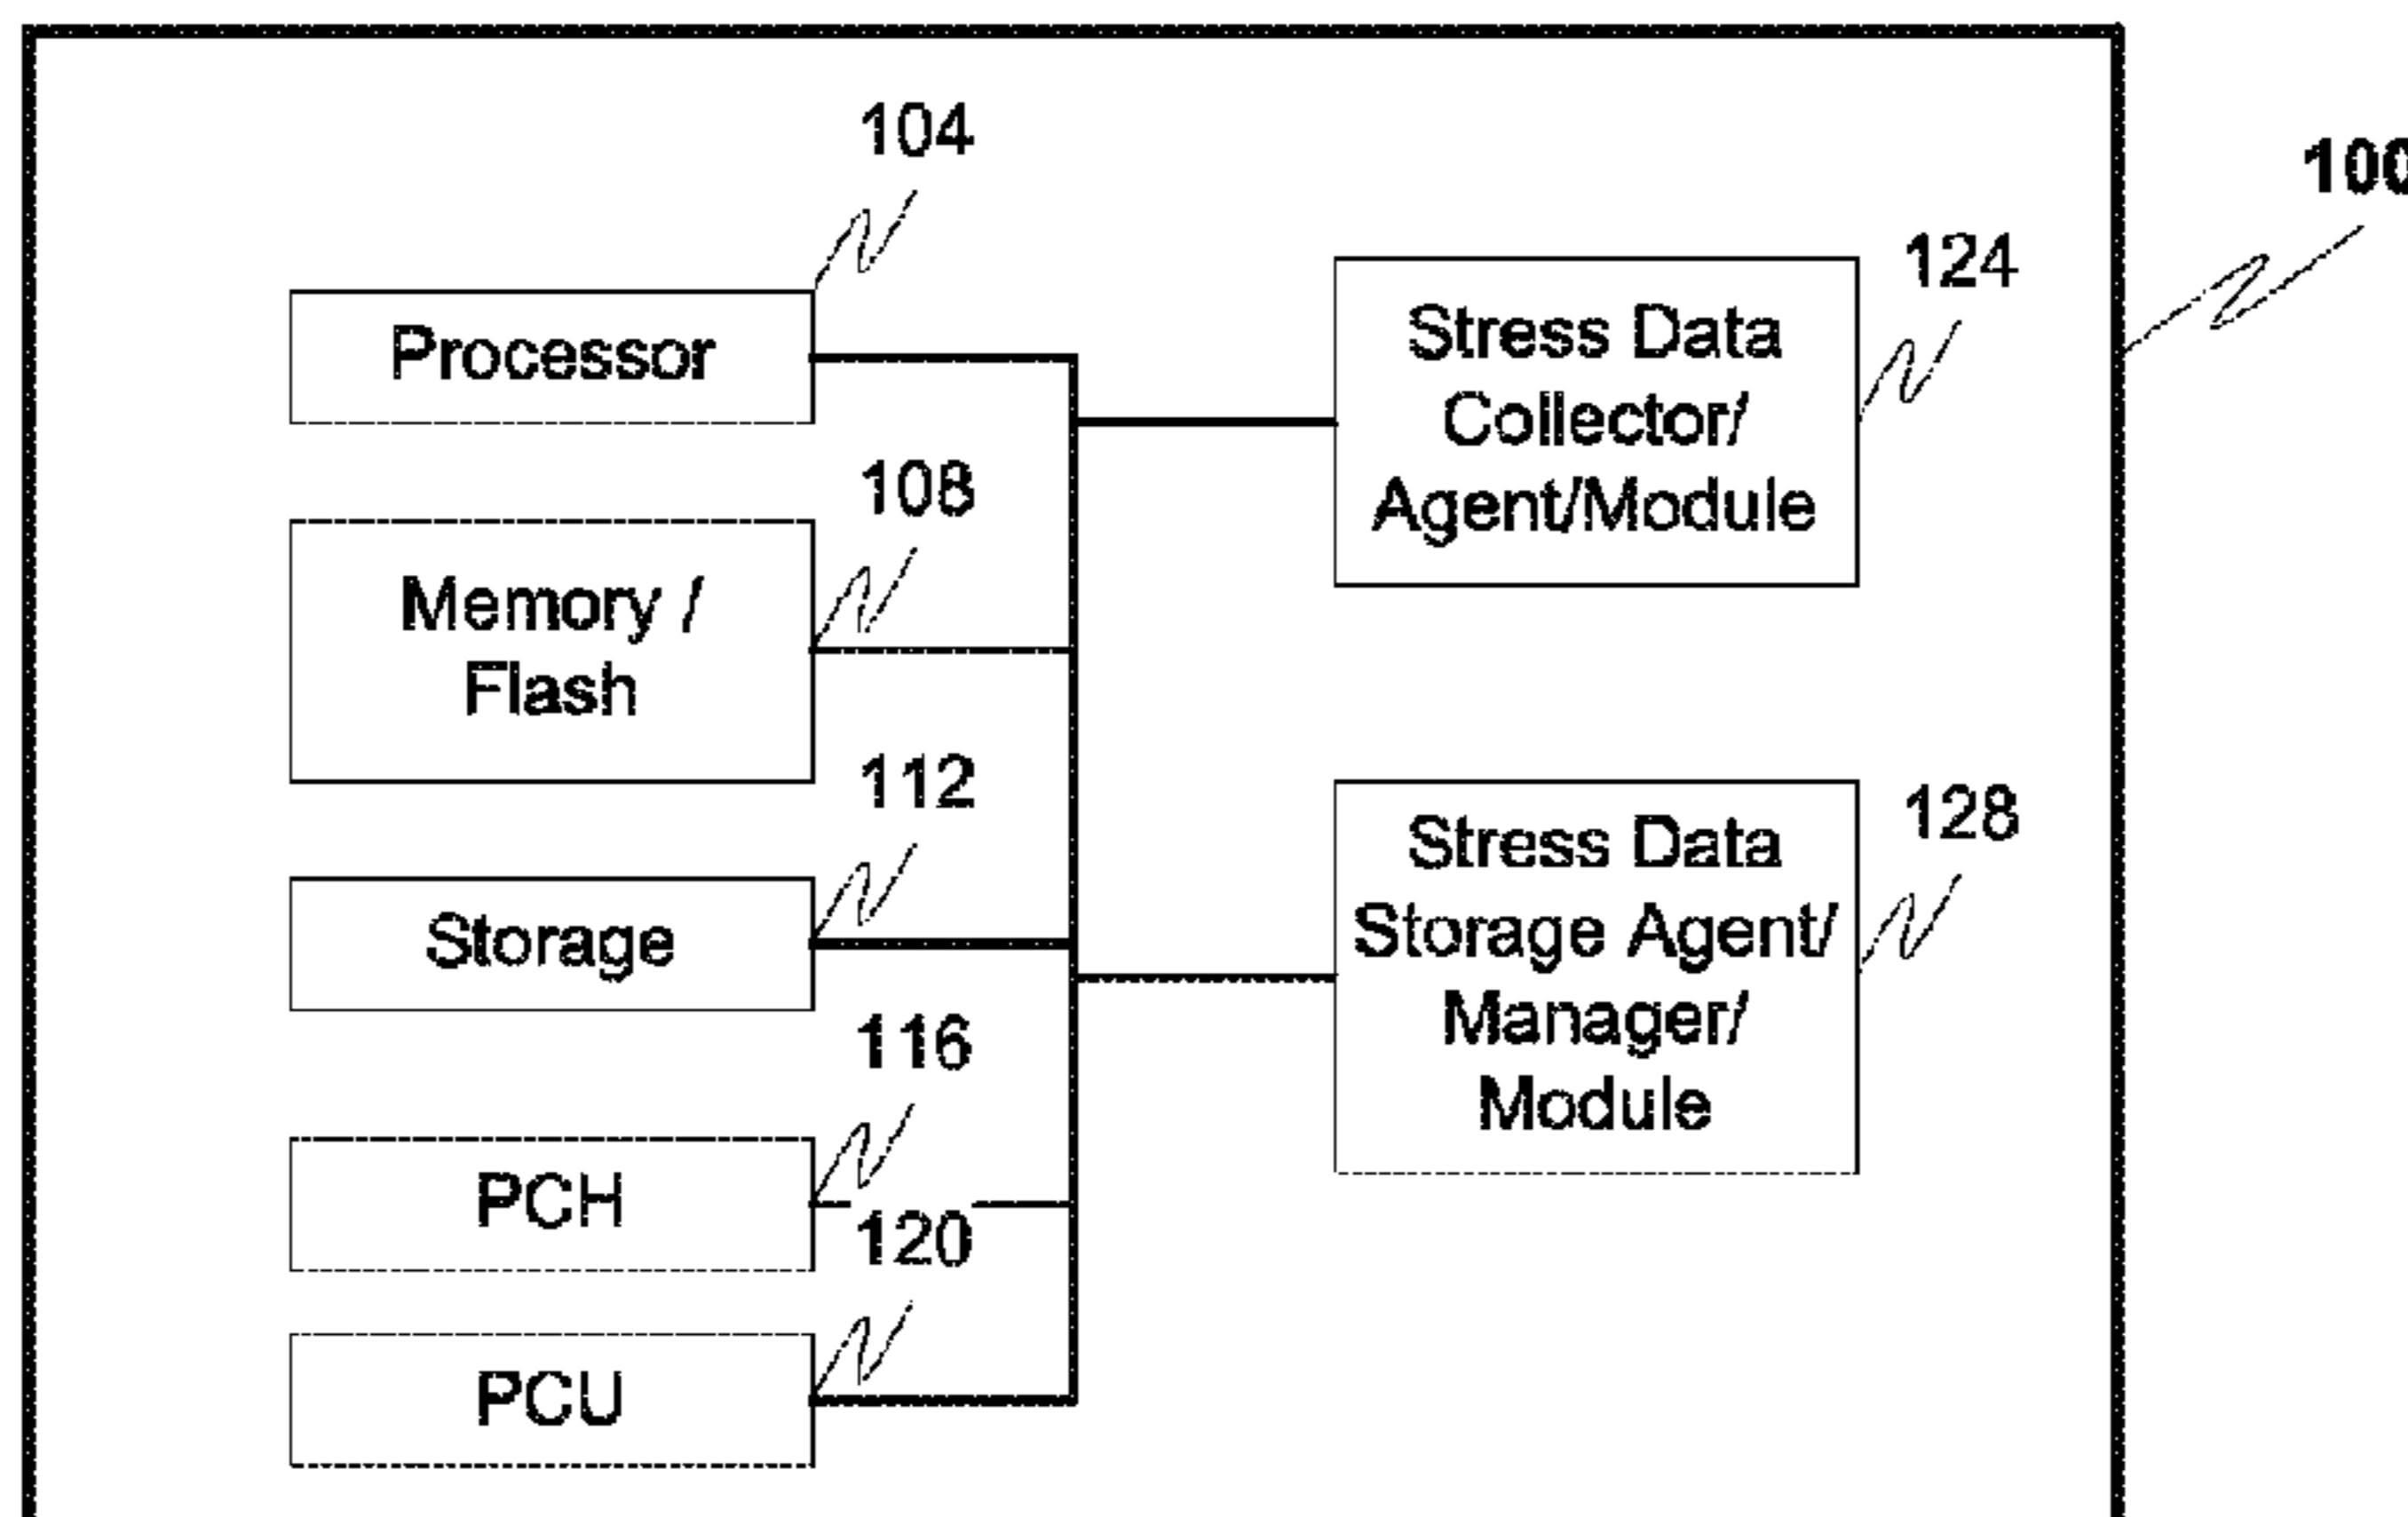 104
100
Processor
124
Stress Data
Collector/
Agent/Module
108
Memory /
Flash
112
Storage
128
Stress Data
Storage Agent/
Manager/
Module
116
PCH
120
PCU